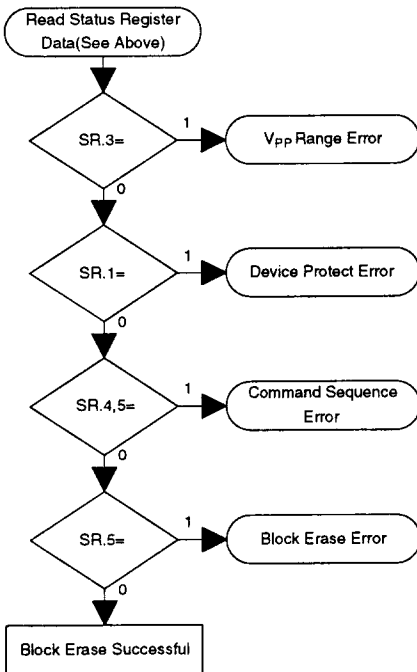 Read Status Register
Data(See Above)
SR.3=
1
VPP Range Error
0
SR.1=
1
Device Protect Error
0
SR.4,5=
1
Command Sequence
Error
0
SR.5=
1
Block Erase Error
0
Block Erase Successful